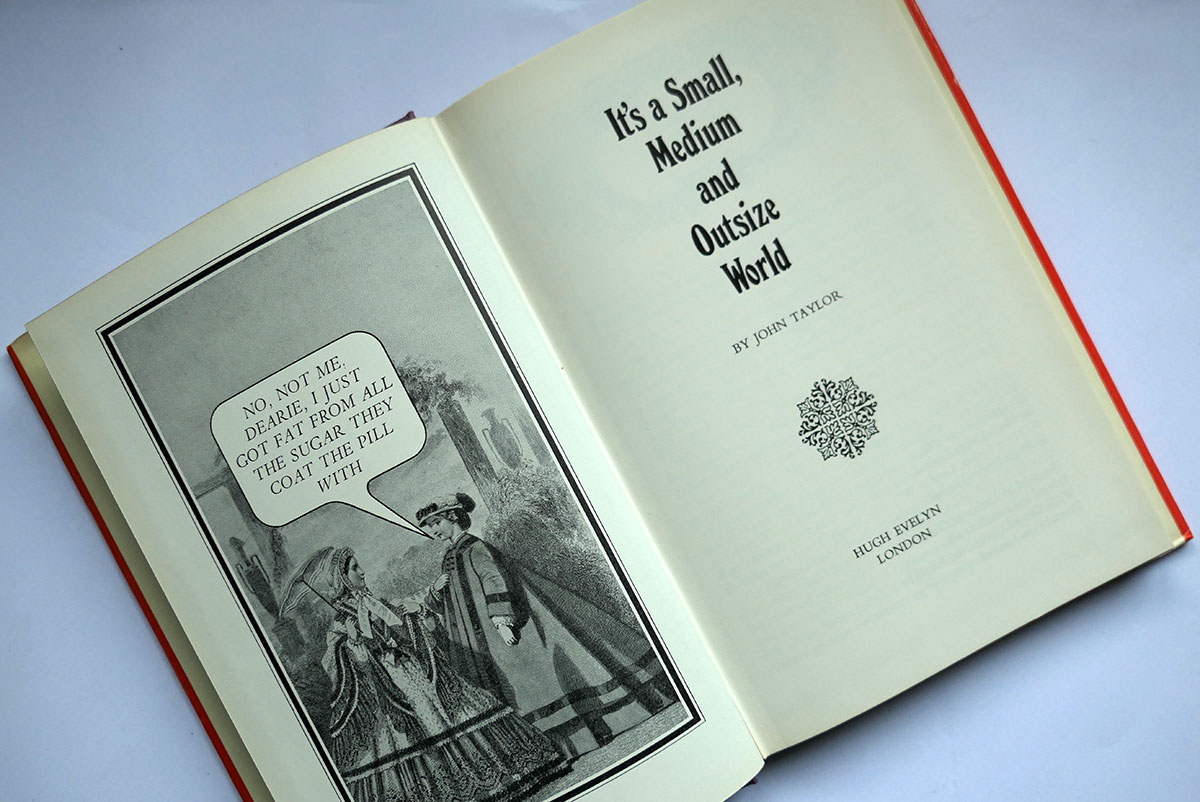 NO, NOT ME,
DEARIE, I JUST
GOT FAT FROM ALL
THE SUGAR THEY
COAT THE PILL
WITH
It's a Small,
Medium
and
Outsize
World
BY JOHN TAYLOR
HUGH EVELYN
LONDON